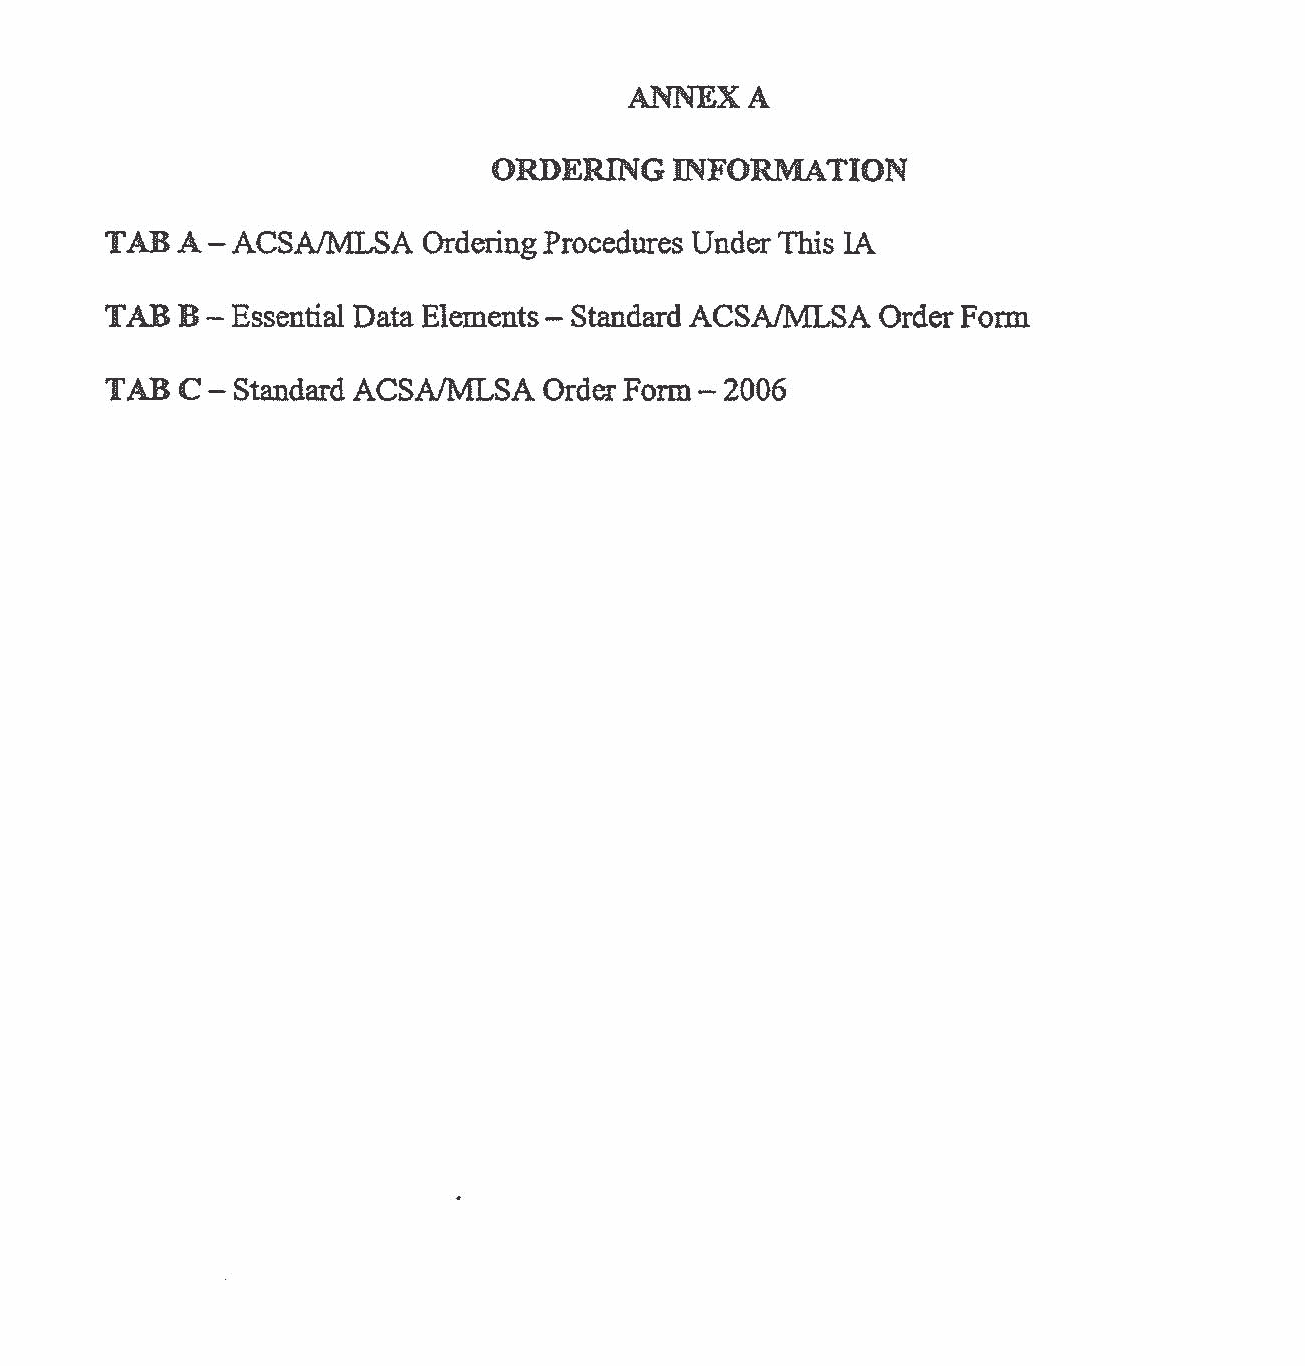 ANNEX A
ORDERING INFORMATION
TAB A – ACSA/MLSA Ordering Procedures Under This IA
TAB B – Essential Data Elements – Standard ACSA/MLSA Order Form
TAB C – Standard ACSA/MLSA Order Form – 2006